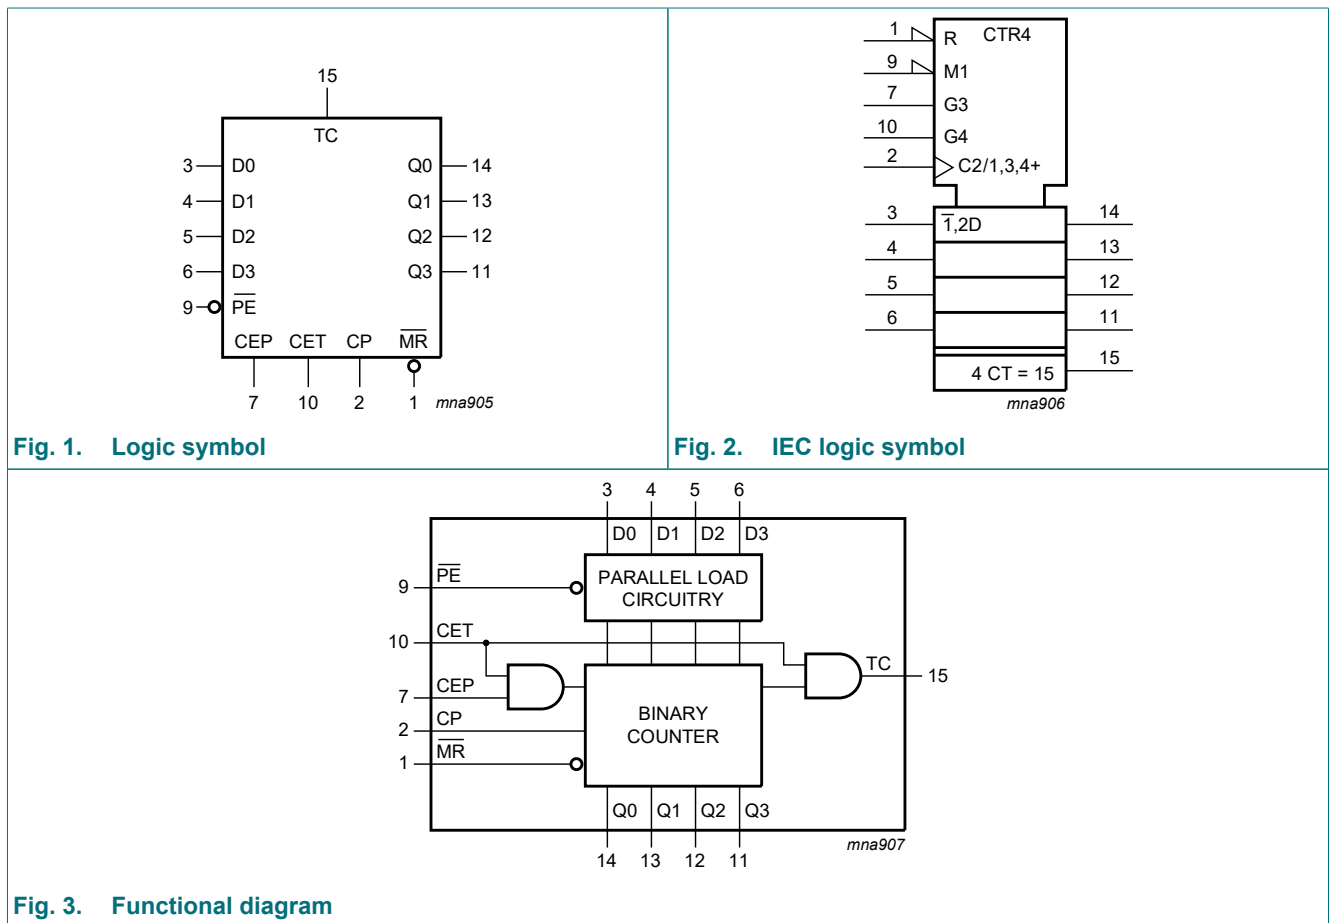 15
TC
3 D0 Q0 14
4 D1 Q1 13
5 D2 Q2 12
6 D3 Q3 11
9 P̅E̅
CEP CET CP M̅R̅
7 10 2 1 mna905
Fig. 1. Logic symbol
1 R CTR4
9 M1
7 G3
10 G4
2 C2/1,3,4+
3 1̅,2D 14
4 13
5 12
6 11
4 CT = 15 15
mna906
Fig. 2. IEC logic symbol
3 4 5 6
D0 D1 D2 D3
9 P̅E̅ PARALLEL LOAD
CIRCUITRY
10 CET
TC 15
7 CEP
2 CP BINARY
COUNTER
1 M̅R̅
Q0 Q1 Q2 Q3
mna907
14 13 12 11
Fig. 3. Functional diagram